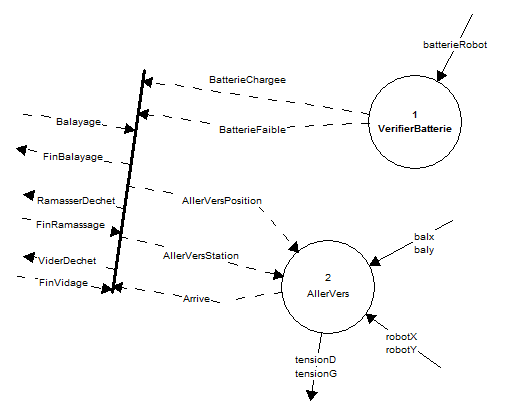 batterieRobot
BatterieChargee
1
VerifierBatterie
Balayage
BatterieFaible
FinBalayage
RamasserDechet
AllerVersPosition
FinRamassage
balx
baly
ViderDechet
AllerVersStation
2
AllerVers
FinVidage
Arrive
robotX
robotY
tensionD
tensionG